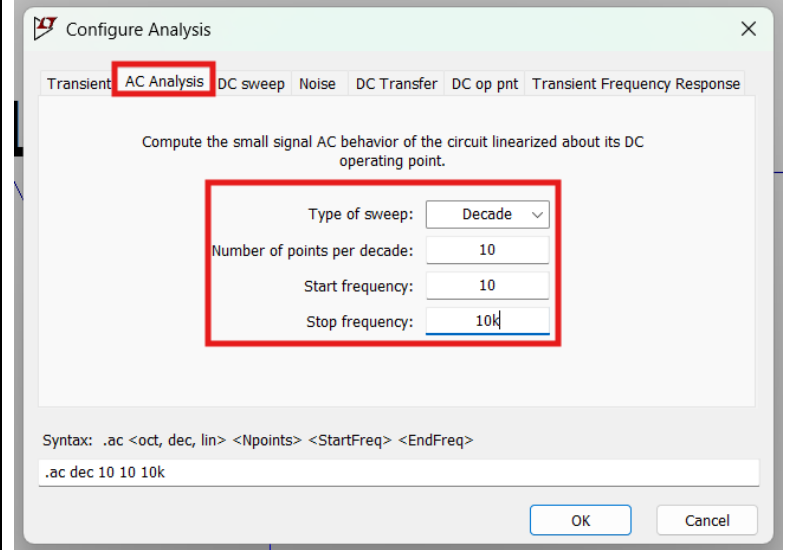 Configure Analysis
Transient AC Analysis DC sweep Noise DC Transfer DC op pnt Transient Frequency Response
Compute the small signal AC behavior of the circuit linearized about its DC
operating point.
Type of sweep: Decade
Number of points per decade: 10
Start frequency: 10
Stop frequency: 10k
Syntax: .ac <oct, dec, lin> <Npoints> <StartFreq> <EndFreq>
.ac dec 10 10 10k
OK Cancel